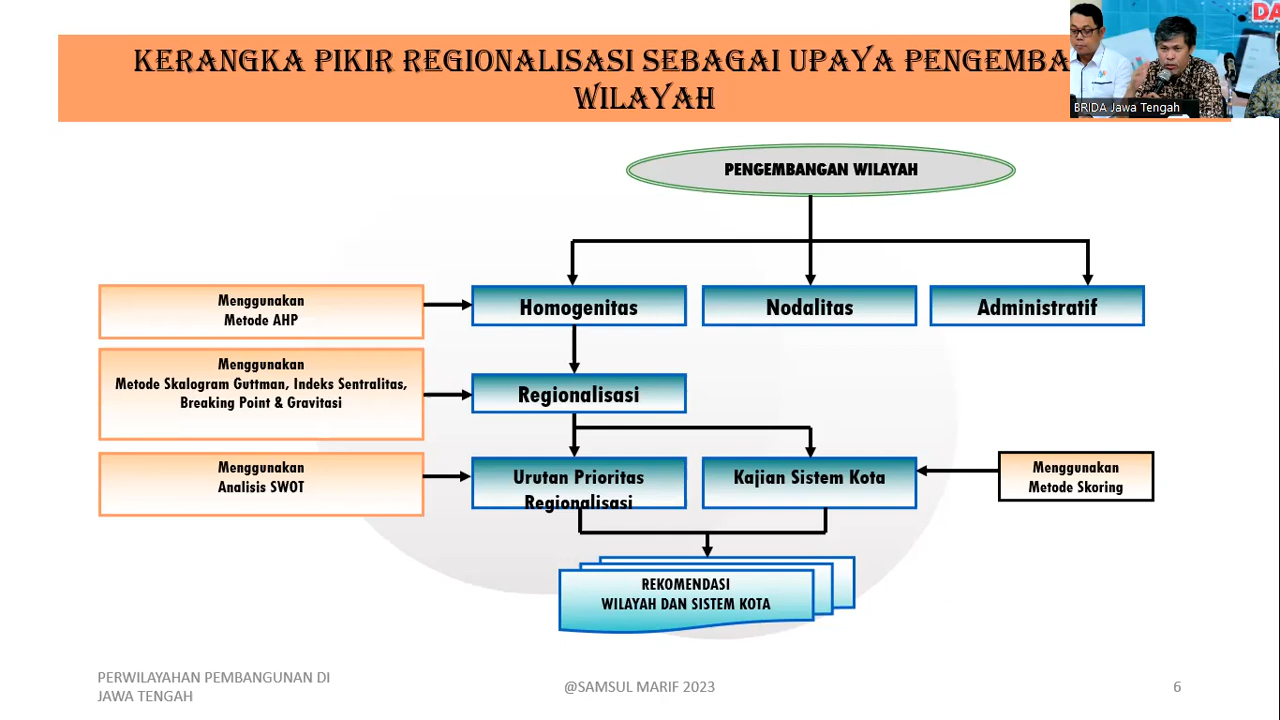 KERANGKA PIKIR REGIONALISASI SEBAGAI UPAYA
WILAYAH
DA
BRIDA Jawa Tengah
PENGEMBANGAN WILAYAH
Menggunakan
Metode AHP
Homogenitas
Nodalitas
Administratif
Menggunakan
Metode Skalogram Guttman, Indeks Sentralitas,
Breaking Point & Gravitasi
Regionalisasi
Menggunakan
Analisis SWOT
Urutan Prioritas
Regionalisasi
Kajian Sistem Kota
Menggunakan
Metode Skoring
REKOMENDASI
WILAYAH DAN SISTEM KOTA
PERWILAYAHAN PEMBANGUNAN DI
JAWA TENGAH
@SAMSUL MARIF 2023
6